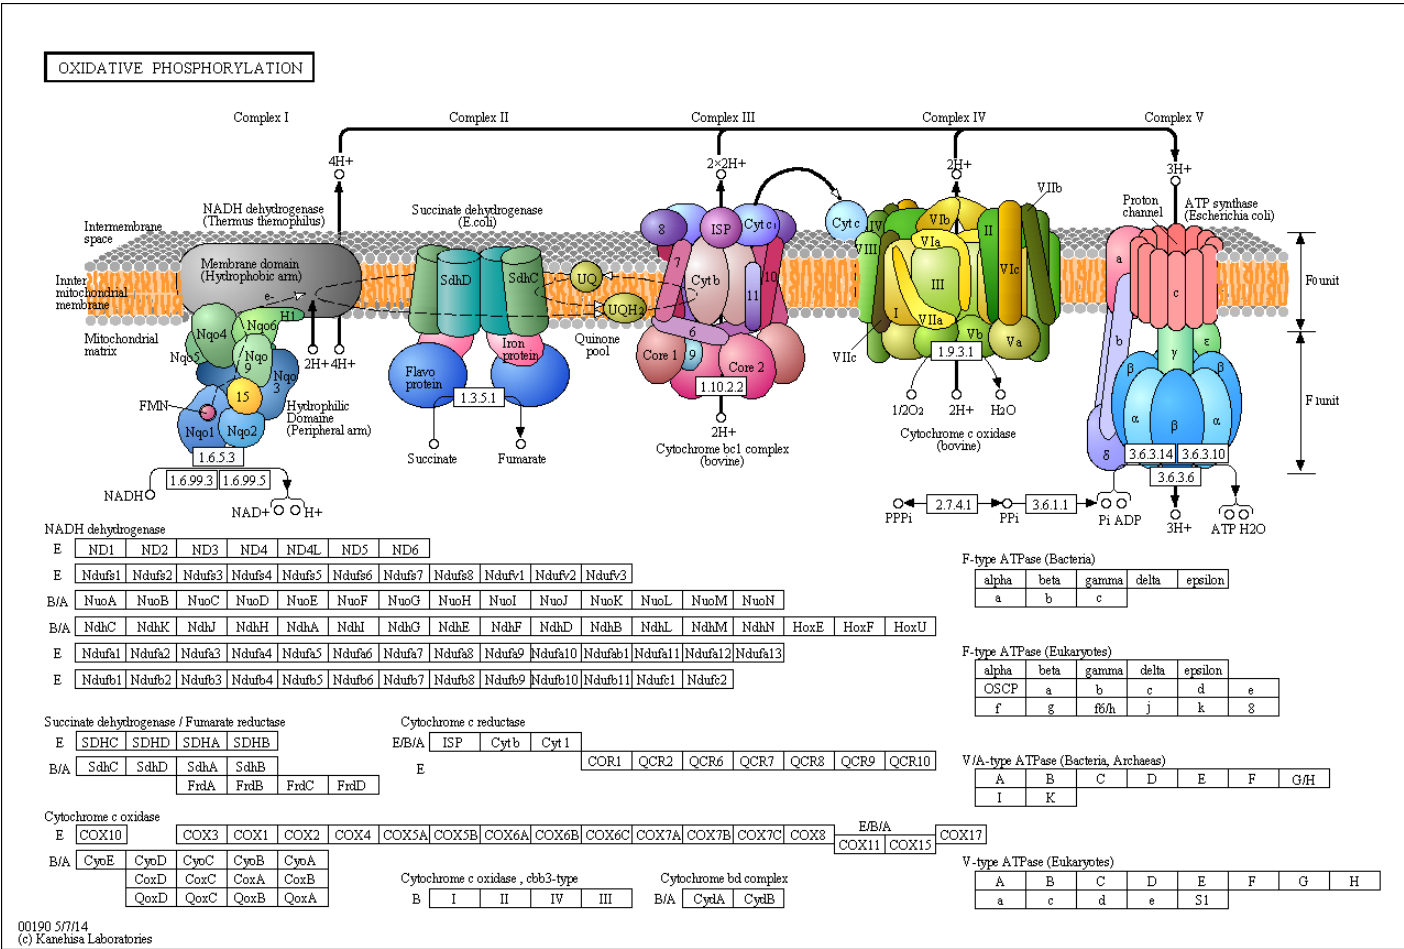 OXIDATIVE PHOSPHORYLATION
Complex I
Complex II
Complex III
Complex IV
Complex V
4H+
2×2H+
2H+
3H+
NADH dehydrogenase
(Thermus themophilus)
Succinate dehydrogenase
(E.coli)
Intermembrane
space
Innter
mitochondrial
membrane
Mitochondrial
matrix
Membrane domain
(Hydrophobic arm)
e-
H1
Nqo4
Nqo6
Nqo5
Nqo
9
Nqo
3
15
FMN
Nqo1
Nqo2
2H+
4H+
Hydrophilic
Domaine
(Peripheral arm)
1.6.5.3
1.6.99.3
1.6.99.5
NADH
NAD+
H+
SdhD
SdhC
UQ
UQH2
Quinone
pool
Flavo
protein
Iron
protein
1.3.5.1
Succinate
Fumarate
8
ISP
Cyt c1
Cyt c
7
Cyt b
10
11
6
Core 1
9
Core 2
1.10.2.2
2H+
Cytochrome bc1 complex
(bovine)
VIIb
IV
VIb
II
VIII
VIa
VIc
III
I
VIIa
VIIc
Vb
Va
1.9.3.1
1/2O2
2H+
H2O
Cytochrome c oxidase
(bovine)
Proton
channel
ATP synthase
(Escherichia coli)
a
c
b
γ
ε
β
β
α
β
α
δ
F0 unit
F1 unit
3.6.3.14
3.6.3.10
3.6.3.6
PPPi
2.7.4.1
PPi
3.6.1.1
Pi ADP
3H+
ATP H2O
NADH dehydrogenase
E ND1 ND2 ND3 ND4 ND4L ND5 ND6
E Ndufs1 Ndufs2 Ndufs3 Ndufs4 Ndufs5 Ndufs6 Ndufs7 Ndufs8 Ndufv1 Ndufv2 Ndufv3
B/A NuoA NuoB NuoC NuoD NuoE NuoF NuoG NuoH NuoI NuoJ NuoK NuoL NuoM NuoN
B/A NdhC NdhK NdhJ NdhH NdhA NdhI NdhG NdhE NdhF NdhD NdhB NdhL NdhM NdhN HoxE HoxF HoxU
E Ndufa1 Ndufa2 Ndufa3 Ndufa4 Ndufa5 Ndufa6 Ndufa7 Ndufa8 Ndufa9 Ndufa10 Ndufab1 Ndufa11 Ndufa12 Ndufa13
E Ndufb1 Ndufb2 Ndufb3 Ndufb4 Ndufb5 Ndufb6 Ndufb7 Ndufb8 Ndufb9 Ndufb10 Ndufb11 Ndufc1 Ndufc2
Succinate dehydrogenase / Fumarate reductase
E SDHC SDHD SDHA SDHB
B/A SdhC SdhD SdhA SdhB
FrdA FrdB FrdC FrdD
Cytochrome c reductase
E/B/A ISP Cyt b Cyt 1
E COR1 QCR2 QCR6 QCR7 QCR8 QCR9 QCR10
Cytochrome c oxidase
E COX10 COX3 COX1 COX2 COX4 COX5A COX5B COX6A COX6B COX6C COX7A COX7B COX7C COX8
E/B/A
COX11 COX15
COX17
B/A CyoE CyoD CyoC CyoB CyoA
CoxD CoxC CoxA CoxB
QoxD QoxC QoxB QoxA
Cytochrome c oxidase , cbb3-type
B I II IV III
Cytochrome bd complex
B/A CydA CydB
F-type ATPase (Bacteria)
alpha beta gamma delta epsilon
a b c
F-type ATPase (Eukaryotes)
alpha beta gamma delta epsilon
OSCP a b c d e
f g f6/h j k 8
V/A-type ATPase (Bacteria, Archaeas)
A B C D E F G/H
I K
V-type ATPase (Eukaryotes)
A B C D E F G H
a c d e S1
00190 5/7/14
(c) Kanehisa Laboratories